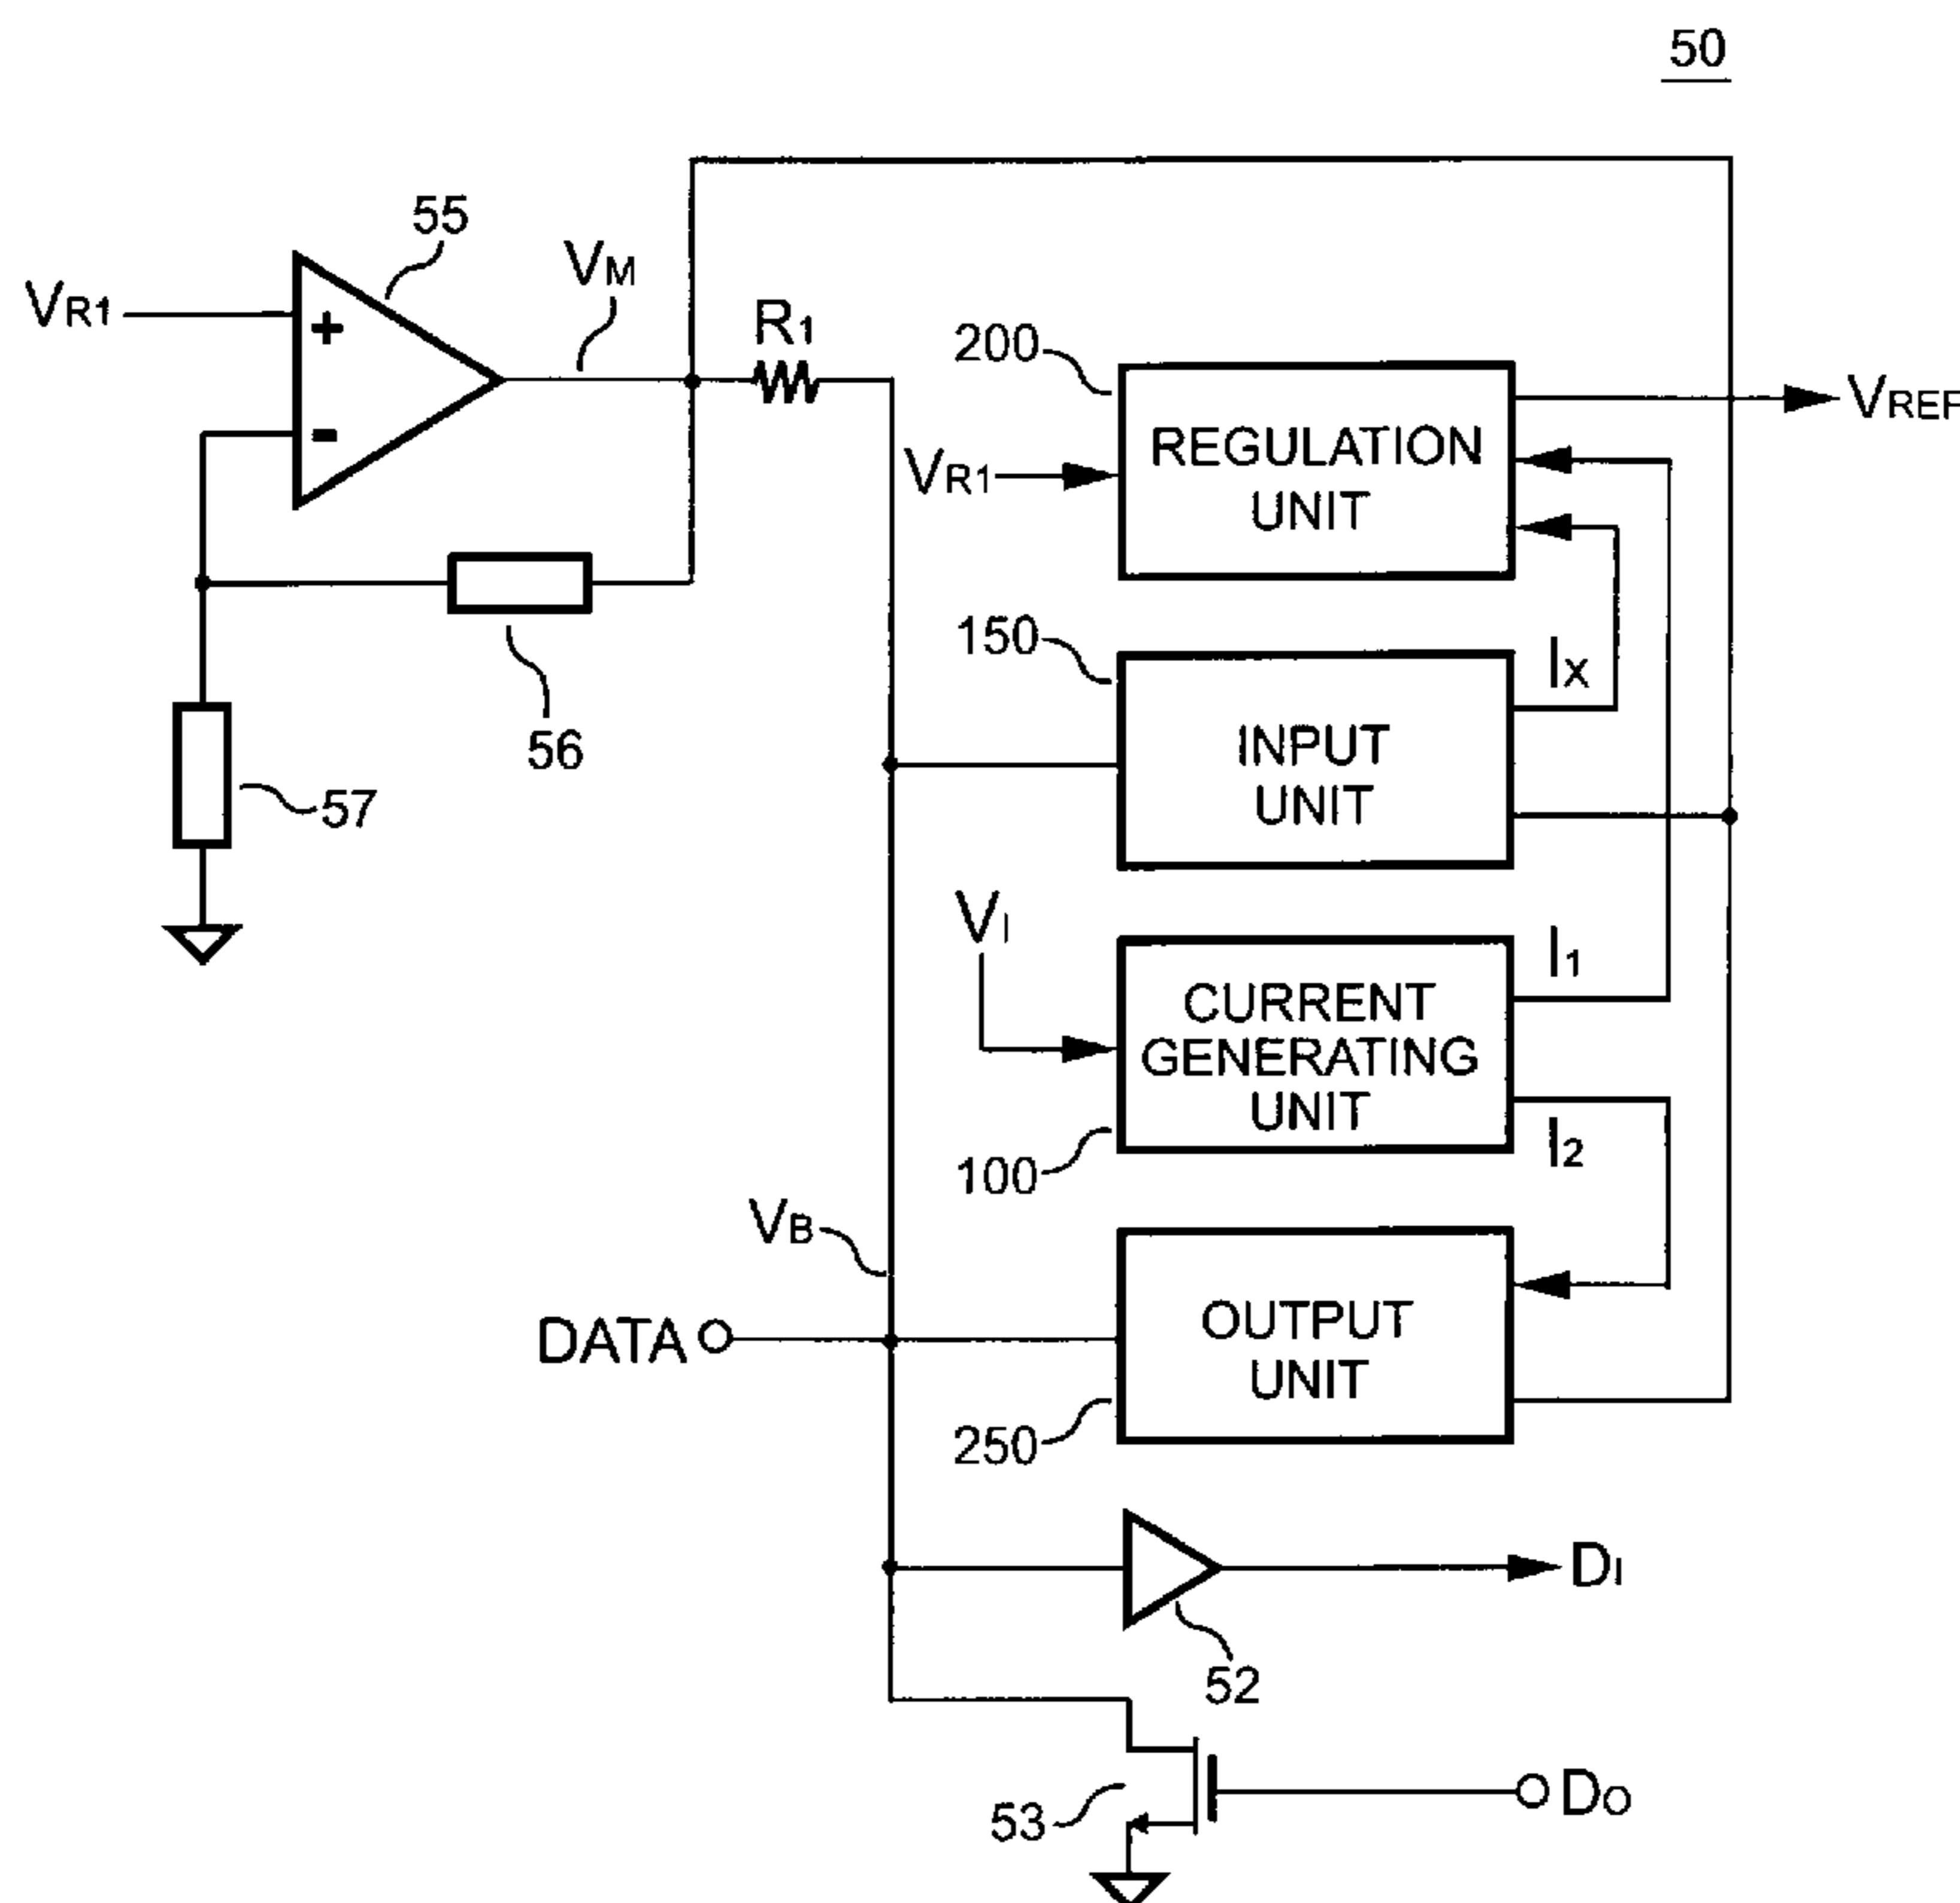 50
55
VM
VR1
+
-
R1
200
REGULATION
UNIT
VREF
VR1
150
INPUT
UNIT
IX
56
57
VI
CURRENT
GENERATING
UNIT
I1
I2
100
VB
DATA
OUTPUT
UNIT
250
DI
52
53
DO